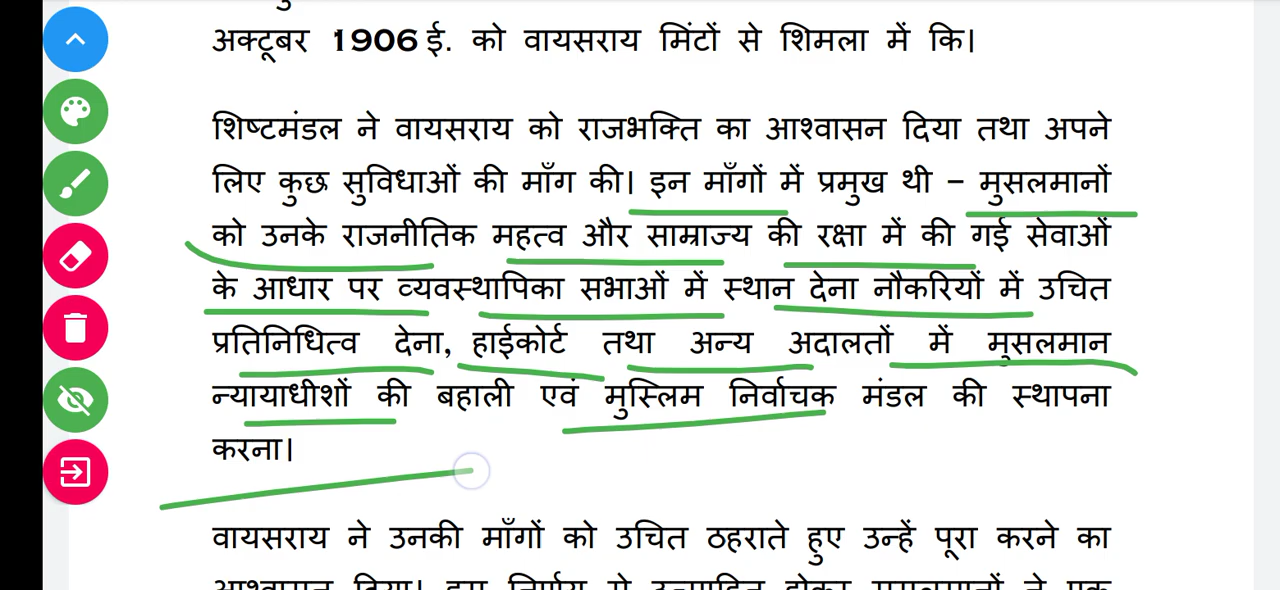 अक्टूबर 1906 ई. को वायसराय मिंटों से शिमला में कि।
शिष्टमंडल ने वायसराय को राजभक्ति का आश्वासन दिया तथा अपने
लिए कुछ सुविधाओं की माँग की। इन माँगों में प्रमुख थी – मुसलमानों
को उनके राजनीतिक महत्व और साम्राज्य की रक्षा में की गई सेवाओं
के आधार पर व्यवस्थापिका सभाओं में स्थान देना नौकरियों में उचित
प्रतिनिधित्व देना, हाईकोर्ट तथा अन्य अदालतों में मुसलमान
न्यायाधीशों की बहाली एवं मुस्लिम निर्वाचक मंडल की स्थापना
करना।
वायसराय ने उनकी माँगों को उचित ठहराते हुए उन्हें पूरा करने का